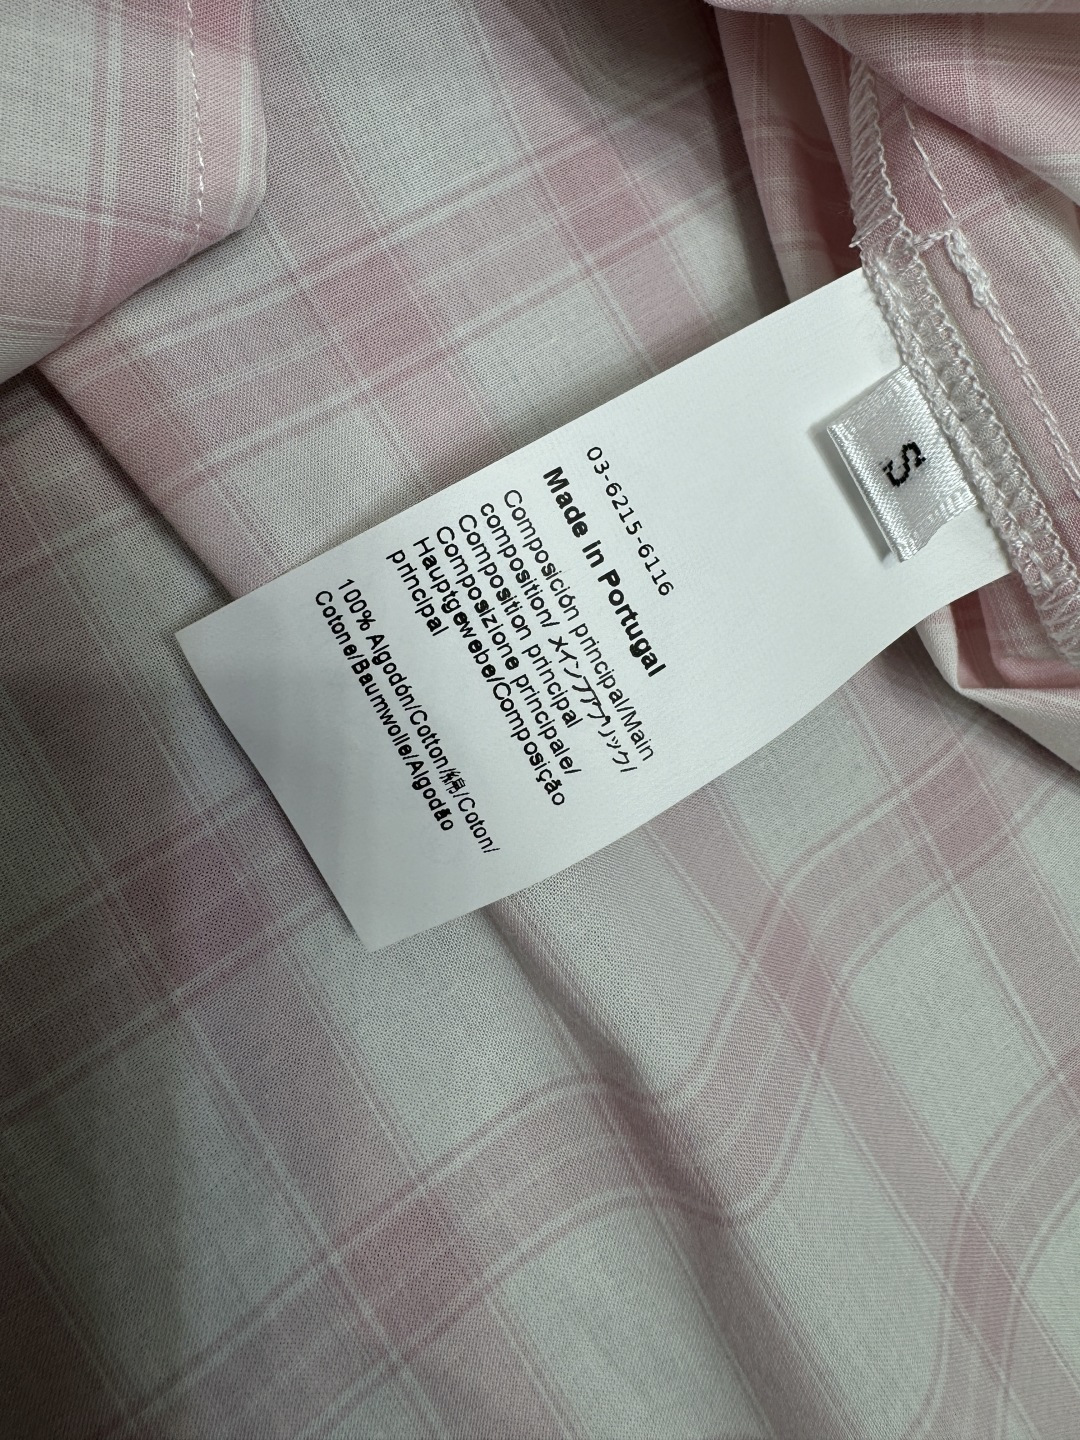 03-6215-6116
Made in Portugal
Composición principal/Main
composition/ メインファブリック/
Composition principal
Composizione principale/
Hauptgewebe/Composição
principal
100% Algodón/Cotton/綿/Coton/
Cotone/Baumwolle/Algodão
S